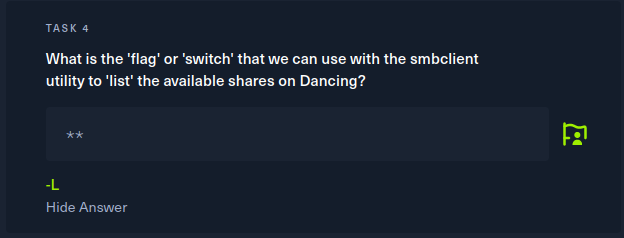 TASK 4
What is the 'flag' or 'switch' that we can use with the smbclient
utility to 'list' the available shares on Dancing?
**
-L
Hide Answer